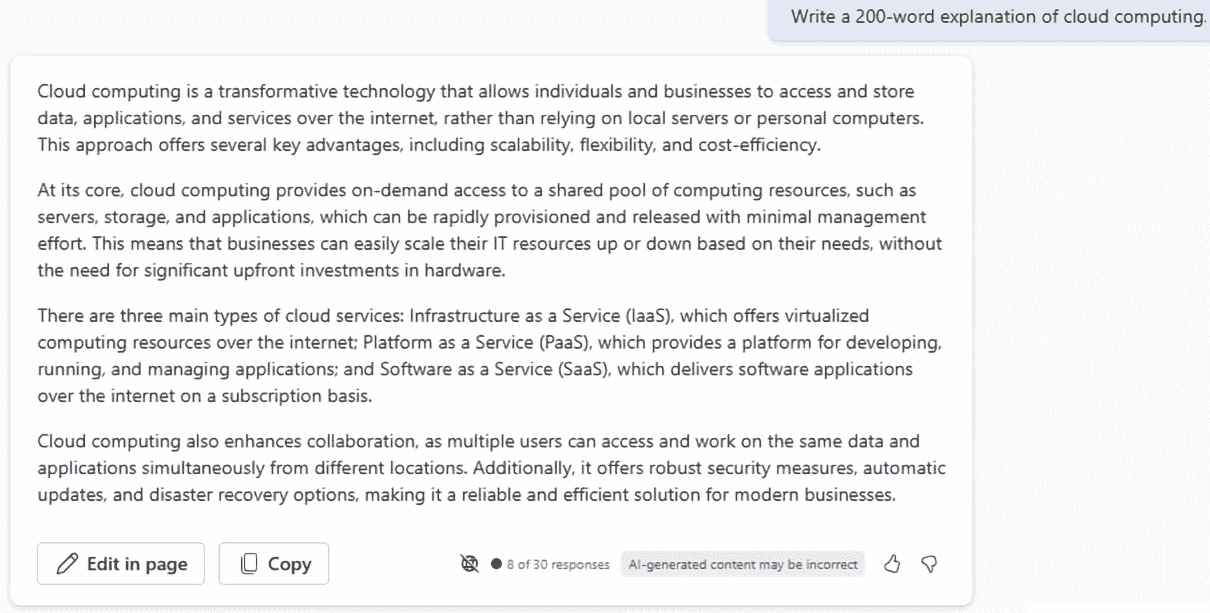 Write a 200-word explanation of cloud computing.
Cloud computing is a transformative technology that allows individuals and businesses to access and store
data, applications, and services over the internet, rather than relying on local servers or personal computers.
This approach offers several key advantages, including scalability, flexibility, and cost-efficiency.
At its core, cloud computing provides on-demand access to a shared pool of computing resources, such as
servers, storage, and applications, which can be rapidly provisioned and released with minimal management
effort. This means that businesses can easily scale their IT resources up or down based on their needs, without
the need for significant upfront investments in hardware.
There are three main types of cloud services: Infrastructure as a Service (IaaS), which offers virtualized
computing resources over the internet; Platform as a Service (PaaS), which provides a platform for developing,
running, and managing applications; and Software as a Service (SaaS), which delivers software applications
over the internet on a subscription basis.
Cloud computing also enhances collaboration, as multiple users can access and work on the same data and
applications simultaneously from different locations. Additionally, it offers robust security measures, automatic
updates, and disaster recovery options, making it a reliable and efficient solution for modern businesses.
Edit in page Copy 8 of 30 responses AI-generated content may be incorrect